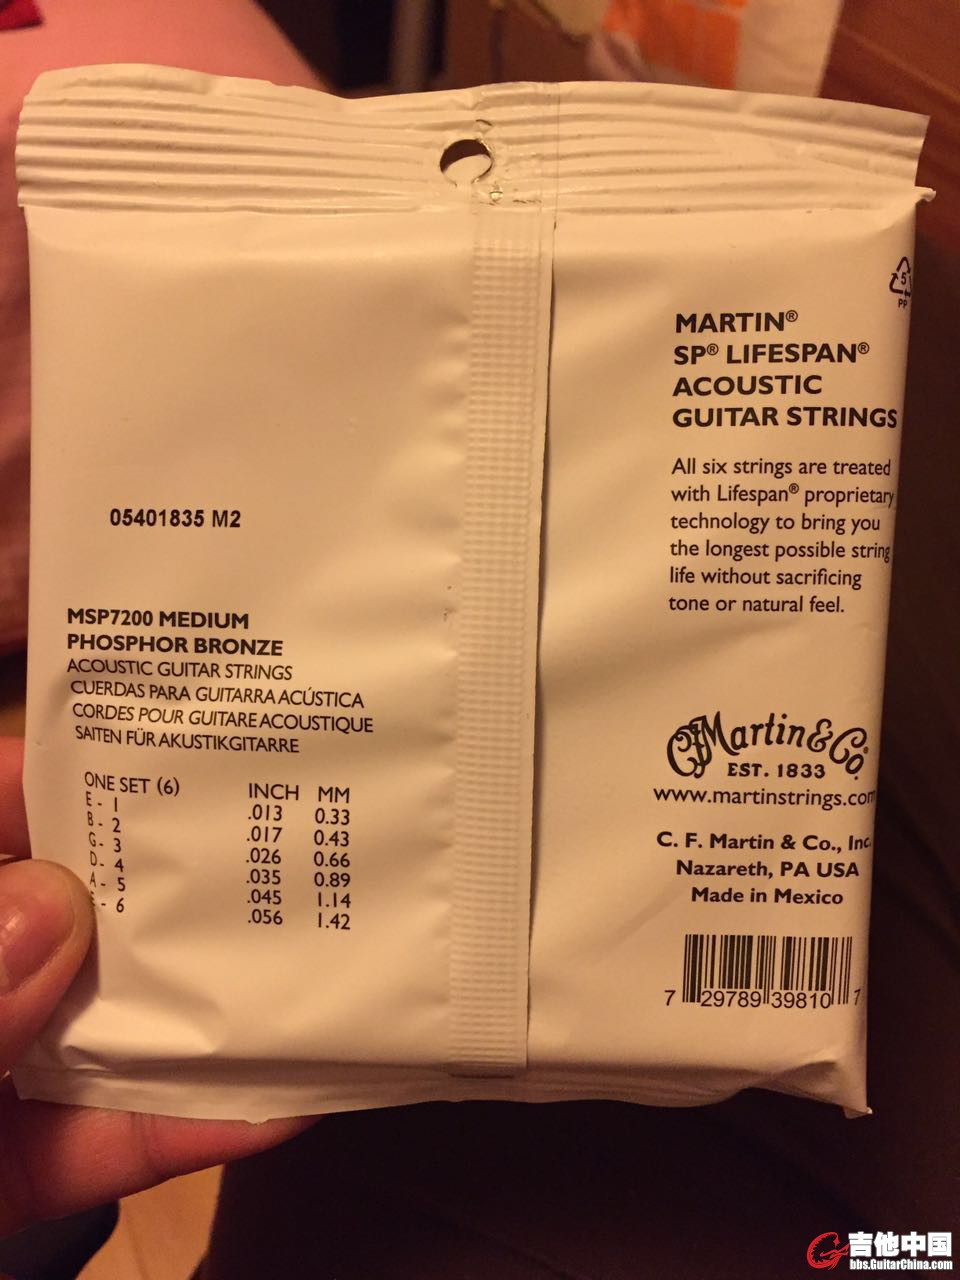 5
PP
MARTIN®
SP® LIFESPAN®
ACOUSTIC
GUITAR STRINGS
All six strings are treated
with Lifespan® proprietary
technology to bring you
the longest possible string
life without sacrificing
tone or natural feel.
05401835 M2
MSP7200 MEDIUM
PHOSPHOR BRONZE
ACOUSTIC GUITAR STRINGS
CUERDAS PARA GUITARRA ACÚSTICA
CORDES POUR GUITARE ACOUSTIQUE
SAITEN FÜR AKUSTIKGITARRE
ONE SET (6) INCH MM
E - 1 .013 0.33
B - 2 .017 0.43
G - 3 .026 0.66
D - 4 .035 0.89
A - 5 .045 1.14
- 6 .056 1.42
CF Martin & Co.
EST. 1833
www.martinstrings.com
C. F. Martin & Co., Inc.
Nazareth, PA USA
Made in Mexico
7 29789 39810 7
吉他中国
bbs.GuitarChina.com